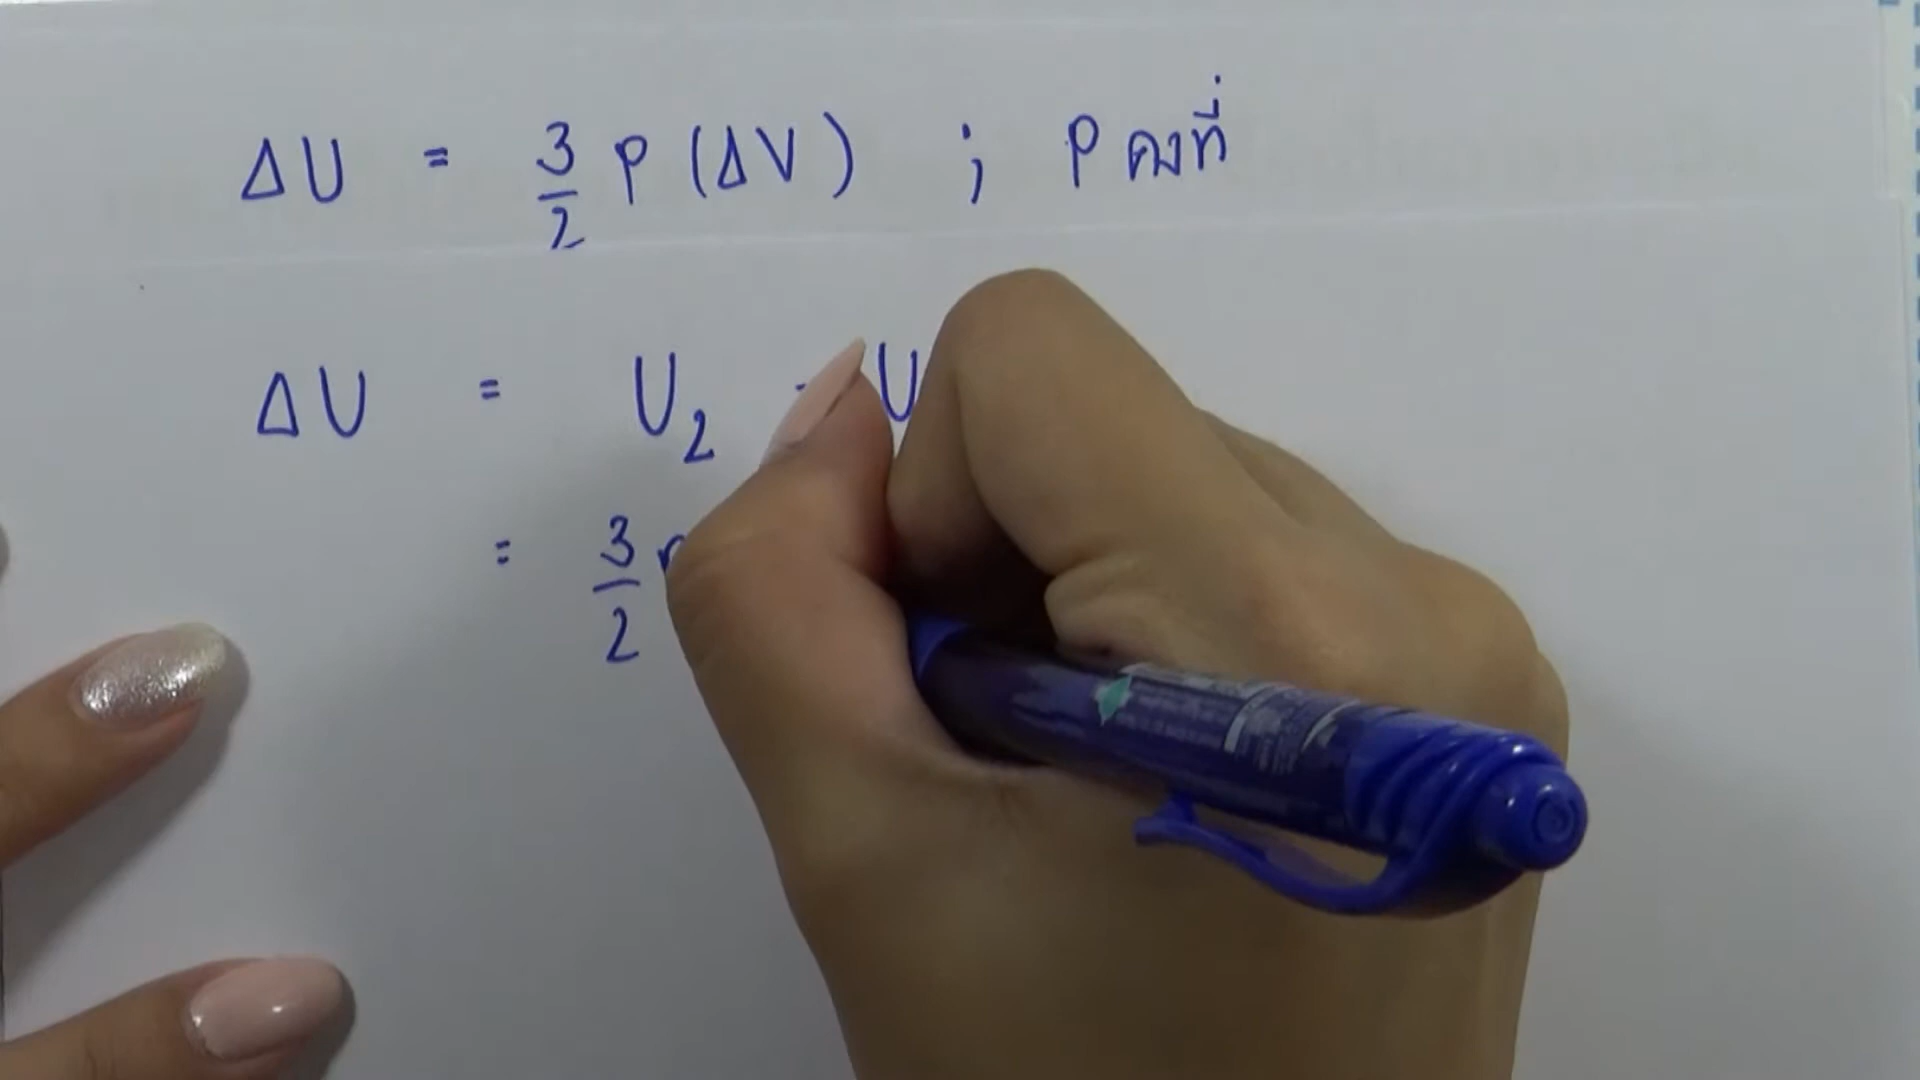 ΔU = 3/2 P (ΔV) ; P คงที่
ΔU = U₂ - U
= 3/2